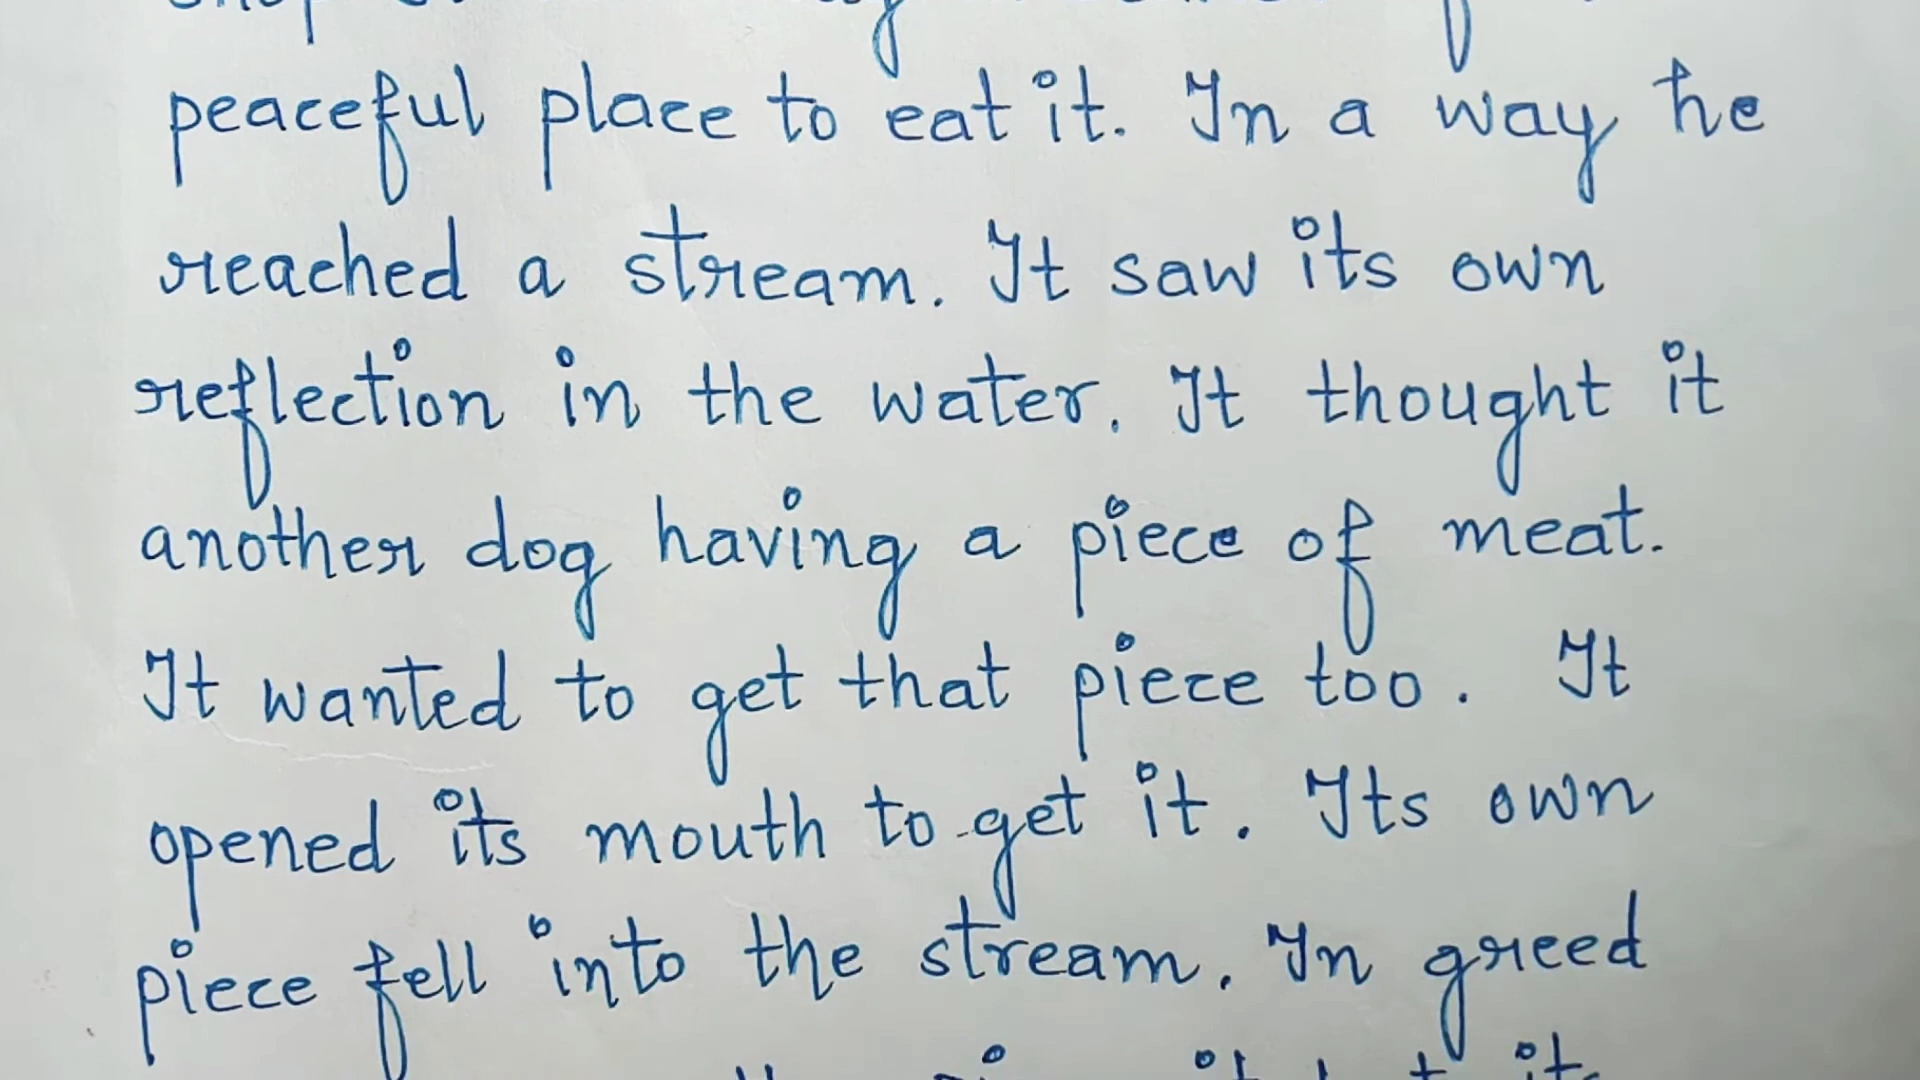 peaceful place to eat it. In a way he
reached a stream. It saw its own
reflection in the water. It thought it
another dog having a piece of meat.
It wanted to get that piece too. It
opened its mouth to get it. Its own
piece fell into the stream. In greed